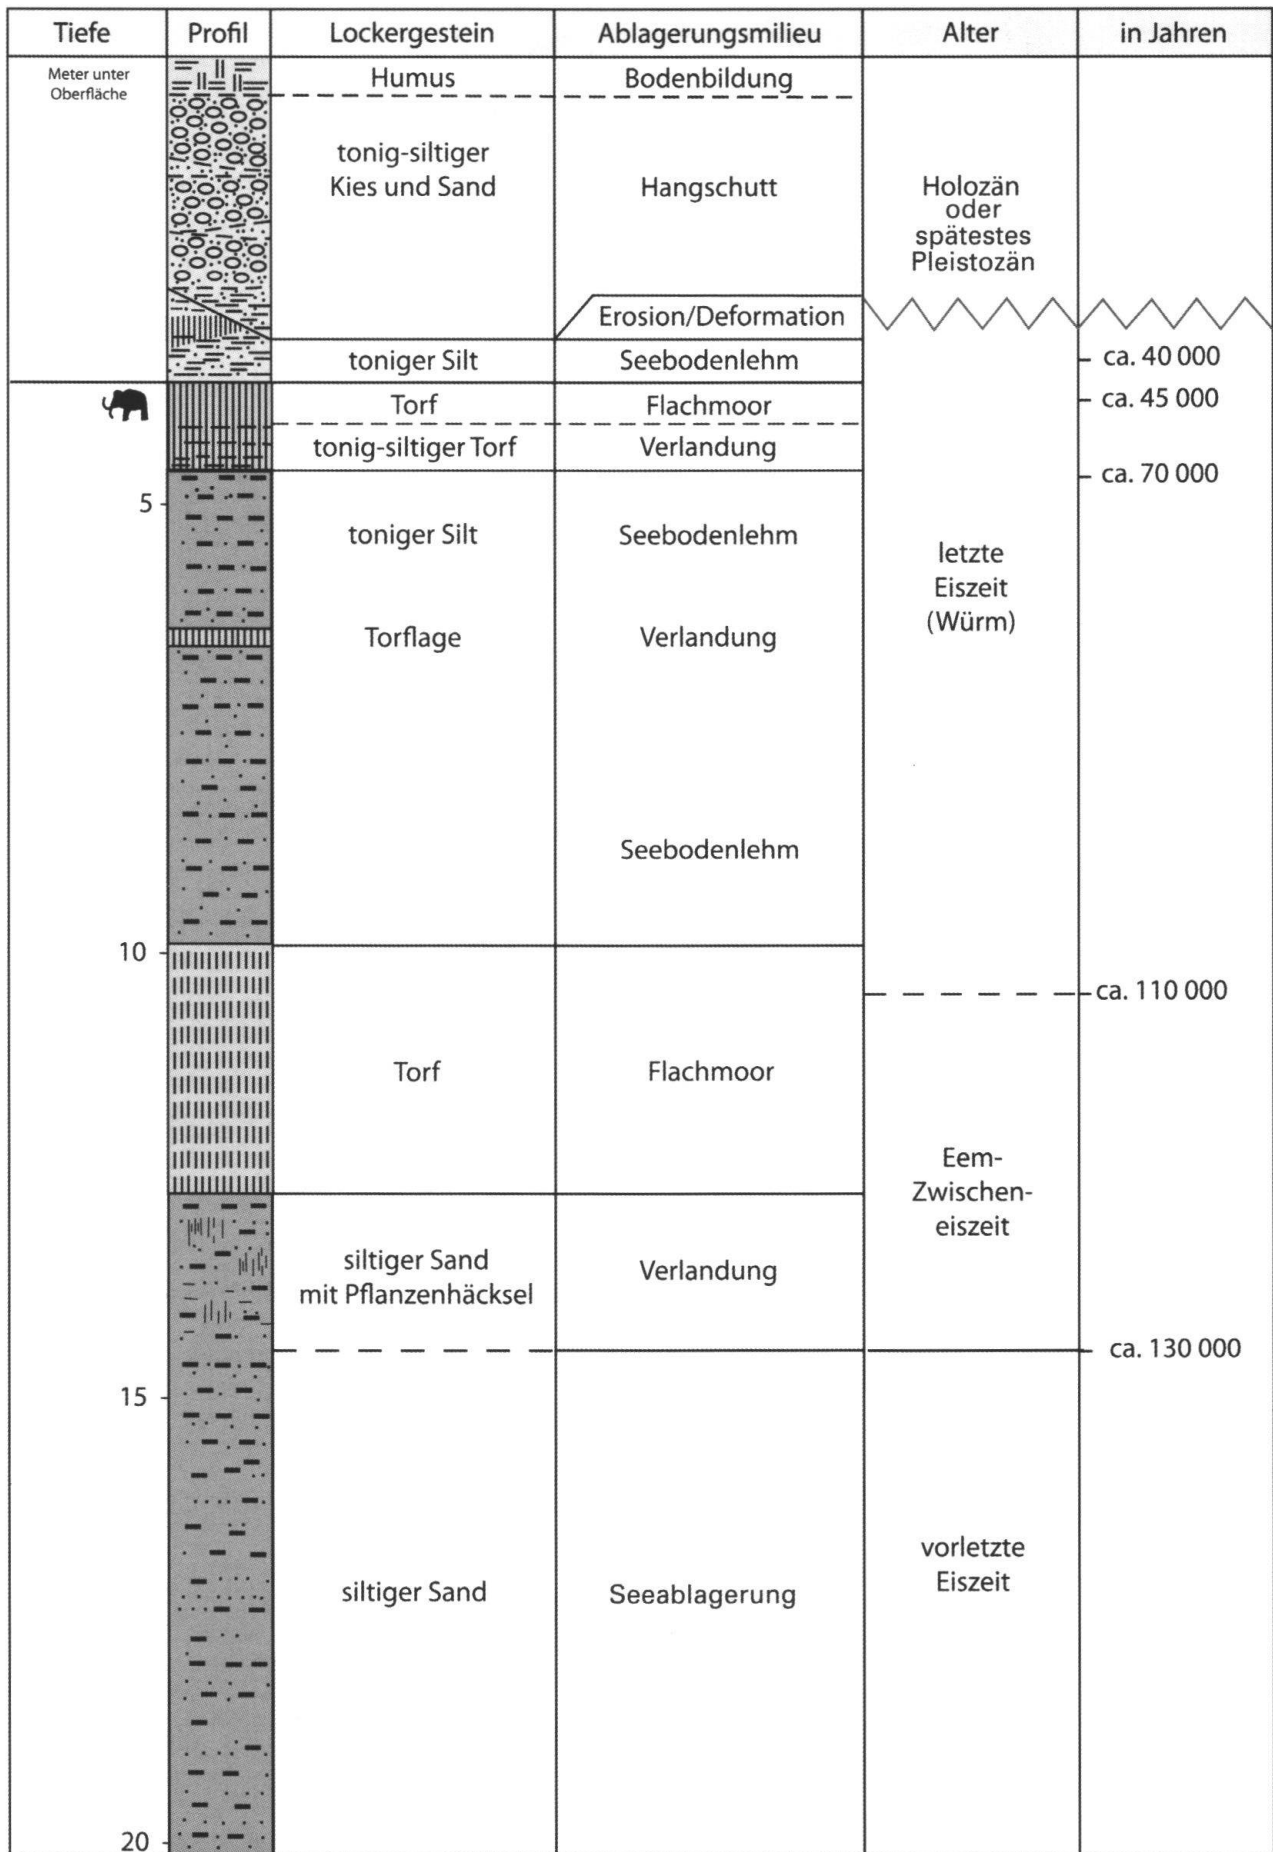 Tiefe Profil Lockergestein Ablagerungsmilieu Alter in Jahren
Meter unter
Oberfläche
Humus Bodenbildung
tonig-siltiger
Kies und Sand
Hangschutt
Holozän
oder
spätestes
Pleistozän
Erosion/Deformation
toniger Silt Seebodenlehm ca. 40 000
Torf Flachmoor ca. 45 000
tonig-siltiger Torf Verlandung
ca. 70 000
5
toniger Silt Seebodenlehm
letzte
Eiszeit
(Würm)
Torflage Verlandung
Seebodenlehm
10
ca. 110 000
Torf Flachmoor
Eem-
Zwischen-
eiszeit
siltiger Sand
mit Pflanzenhäcksel
Verlandung
ca. 130 000
15
vorletzte
Eiszeit
siltiger Sand Seeablagerung
20